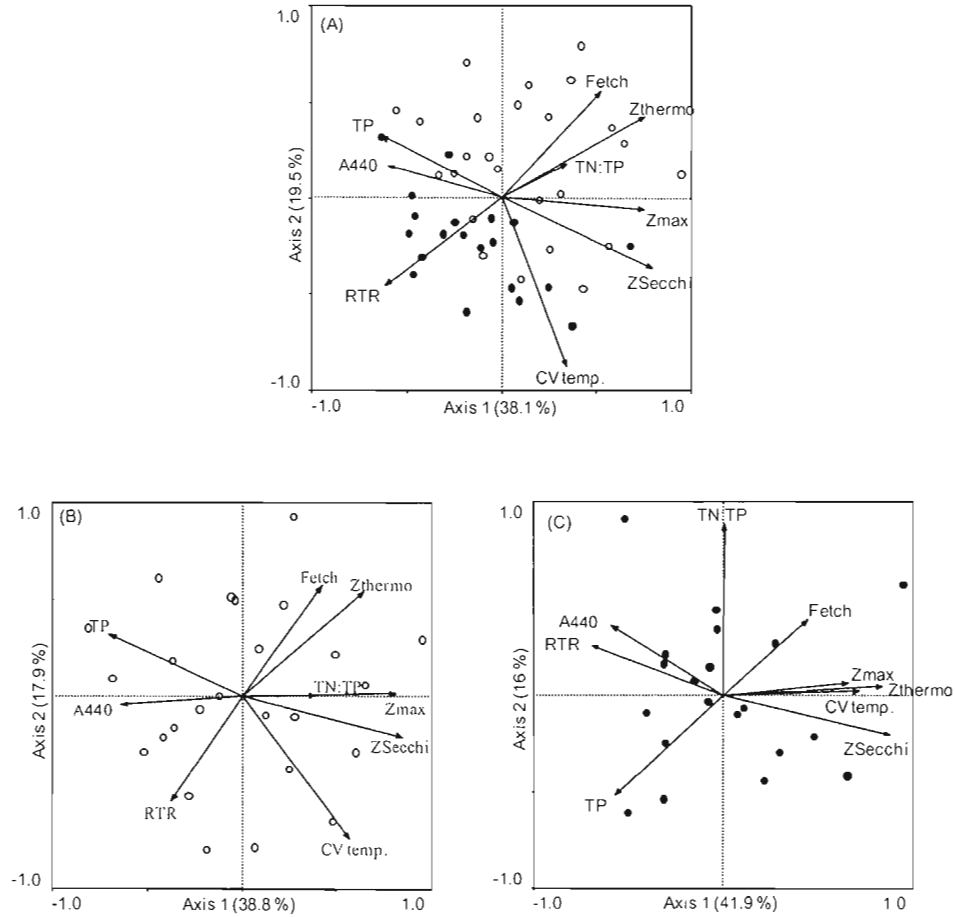 1.0
(A)
Fetch
Zthermo
TP
A440
TN:TP
Zmax
ZSecchi
RTR
CV temp.
Axis 2 (19.5 %)
-1.0
-1.0
Axis 1 (38.1 %)
1.0
1.0
(B)
Fetch
Zthermo
TP
TN:TP
A440
Zmax
ZSecchi
RTR
CV temp.
Axis 2 (17.9 %)
-1.0
-1.0
Axis 1 (38.8 %)
1.0
1.0
(C)
TN TP
A440
Fetch
RTR
Zmax
Zthermo
CV temp.
ZSecchi
TP
Axis 2 (16 %)
-1.0
-1.0
Axis 1 (41.9 %)
1 0